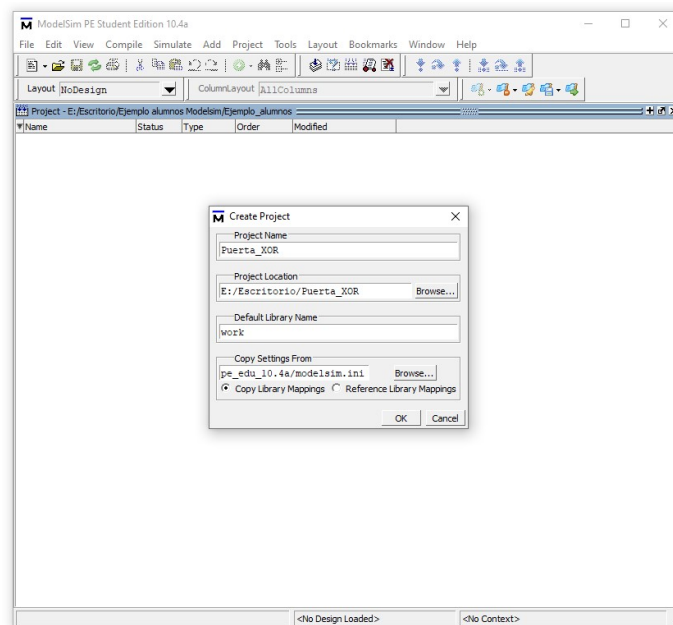 ModelSim PE Student Edition 10.4a
File Edit View Compile Simulate Add Project Tools Layout Bookmarks Window Help
Layout NoDesign ColumnLayout AllColumns
Project - E:/Escritorio/Ejemplo alumnos Modelsim/Ejemplo_alumnos
Name Status Type Order Modified
Create Project
Project Name
Puerta_XOR
Project Location
E:/Escritorio/Puerta_XOR Browse...
Default Library Name
work
Copy Settings From
pe_edu_10.4a/modelsim.ini Browse...
Copy Library Mappings Reference Library Mappings
OK Cancel
<No Design Loaded> <No Context>